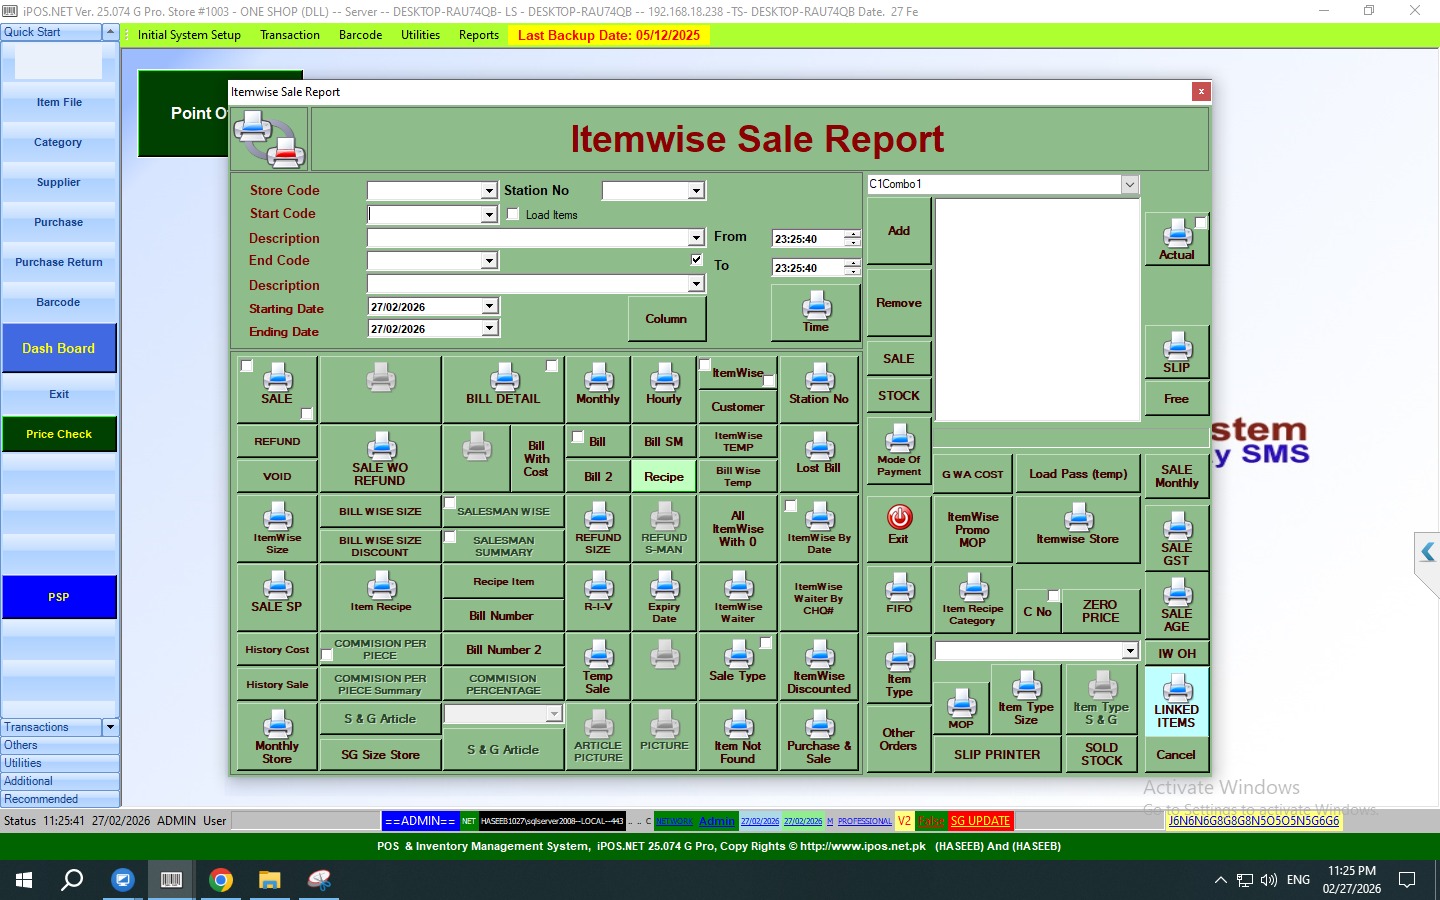 iPOS.NET Ver. 25.074 G Pro. Store #1003 - ONE SHOP (DLL) -- Server -- DESKTOP-RAU74QB- LS - DESKTOP-RAU74QB -- 192.168.18.238 -TS- DESKTOP-RAU74QB Date. 27 Fe
Quick Start
Initial System Setup Transaction Barcode Utilities Reports Last Backup Date: 05/12/2025
Item File
Category
Supplier
Purchase
Purchase Return
Barcode
Dash Board
Exit
Price Check
PSP
Transactions
Others
Utilities
Additional
Recommended
Point O
Itemwise Sale Report
Itemwise Sale Report
Store Code Station No
Start Code Load Items
Description From 23:25:40
End Code To 23:25:40
Description
Starting Date 27/02/2026
Ending Date 27/02/2026
Column
Time
C1Combo1
Add
Remove
SALE
STOCK
Actual
SLIP
Free
SALE
BILL DETAIL
Monthly
Hourly
ItemWise
Customer
Station No
REFUND
VOID
SALE WO REFUND
Bill With Cost
Bill
Bill 2
Bill SM
Recipe
ItemWise TEMP
Bill Wise Temp
Lost Bill
Mode Of Payment
G WA COST
Load Pass (temp)
SALE Monthly
ItemWise Size
BILL WISE SIZE
BILL WISE SIZE DISCOUNT
SALESMAN WISE
SALESMAN SUMMARY
REFUND SIZE
REFUND S-MAN
All ItemWise With 0
ItemWise By Date
Exit
ItemWise Promo MOP
Itemwise Store
SALE GST
SALE SP
Item Recipe
Recipe Item
Bill Number
R-I-V
Expiry Date
ItemWise Waiter
ItemWise Waiter By CHQ#
FIFO
Item Recipe Category
C No
ZERO PRICE
SALE AGE
History Cost
History Sale
COMMISION PER PIECE
COMMISION PER PIECE Summary
Bill Number 2
COMMISION PERCENTAGE
Temp Sale
Sale Type
ItemWise Discounted
Item Type
MOP
Item Type Size
Item Type S & G
IW OH
LINKED ITEMS
Monthly Store
S & G Article
SG Size Store
S & G Article
ARTICLE PICTURE
PICTURE
Item Not Found
Purchase & Sale
Other Orders
SLIP PRINTER
SOLD STOCK
Cancel
stem
y SMS
Activate Windows
Go to Settings to activate Windows.
Status 11:25:41 27/02/2026 ADMIN User ==ADMIN== NET HASEEB1027\sqlserver2008--LOCAL--443 .. .. C NETWORK Admin 27/02/2026 27/02/2026 M PROFESSIONAL V2 False SG UPDATE J6N6N6G8G8G8N5O5O5N5G6G6
POS & Inventory Management System, iPOS.NET 25.074 G Pro, Copy Rights © http://www.ipos.net.pk (HASEEB) And (HASEEB)
ENG
11:25 PM
02/27/2026